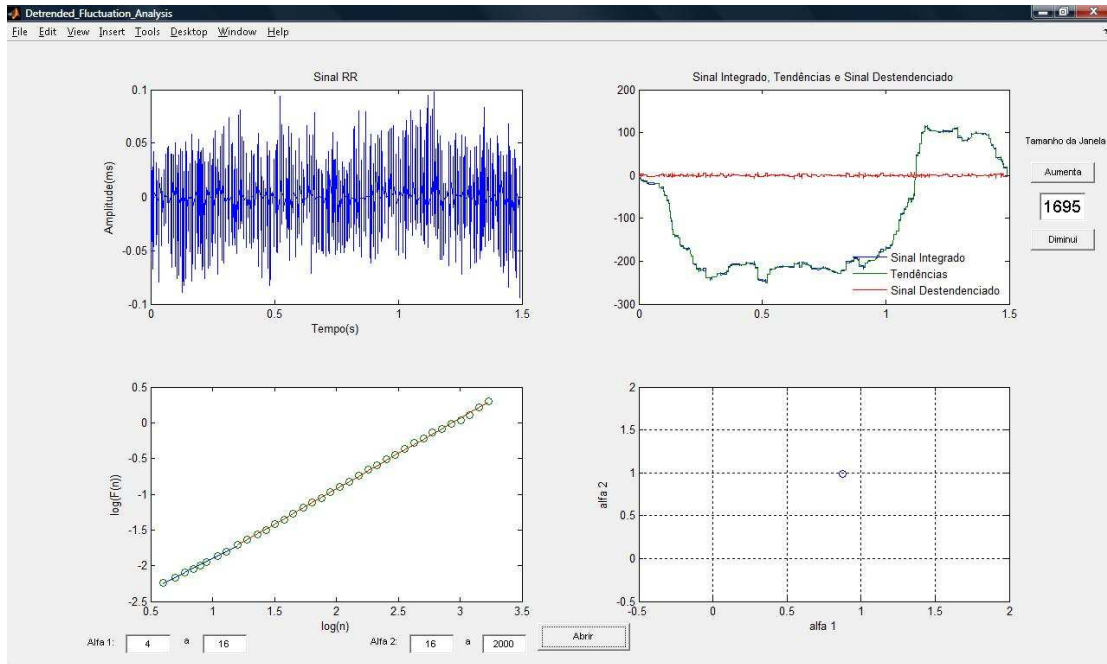 Detrended_Fluctuation_Analysis
File Edit View Insert Tools Desktop Window Help
Sinal RR
0.1
0.05
0
-0.05
-0.1
Amplitude(ms)
0 0.5 1 1.5
Tempo(s)
Sinal Integrado, Tendências e Sinal Destendenciado
200
100
0
-100
-200
-300
0 0.5 1 1.5
Sinal Integrado
Tendências
Sinal Destendenciado
Tamanho da Janela
Aumenta
1695
Diminui
0.5
0
-0.5
-1
-1.5
-2
-2.5
log(F(n))
0.5 1 1.5 2 2.5 3 3.5
log(n)
2
1.5
1
0.5
0
-0.5
alfa 2
-0.5 0 0.5 1 1.5 2
alfa 1
Alfa 1: 4 a 16
Alfa 2: 16 a 2000
Abrir